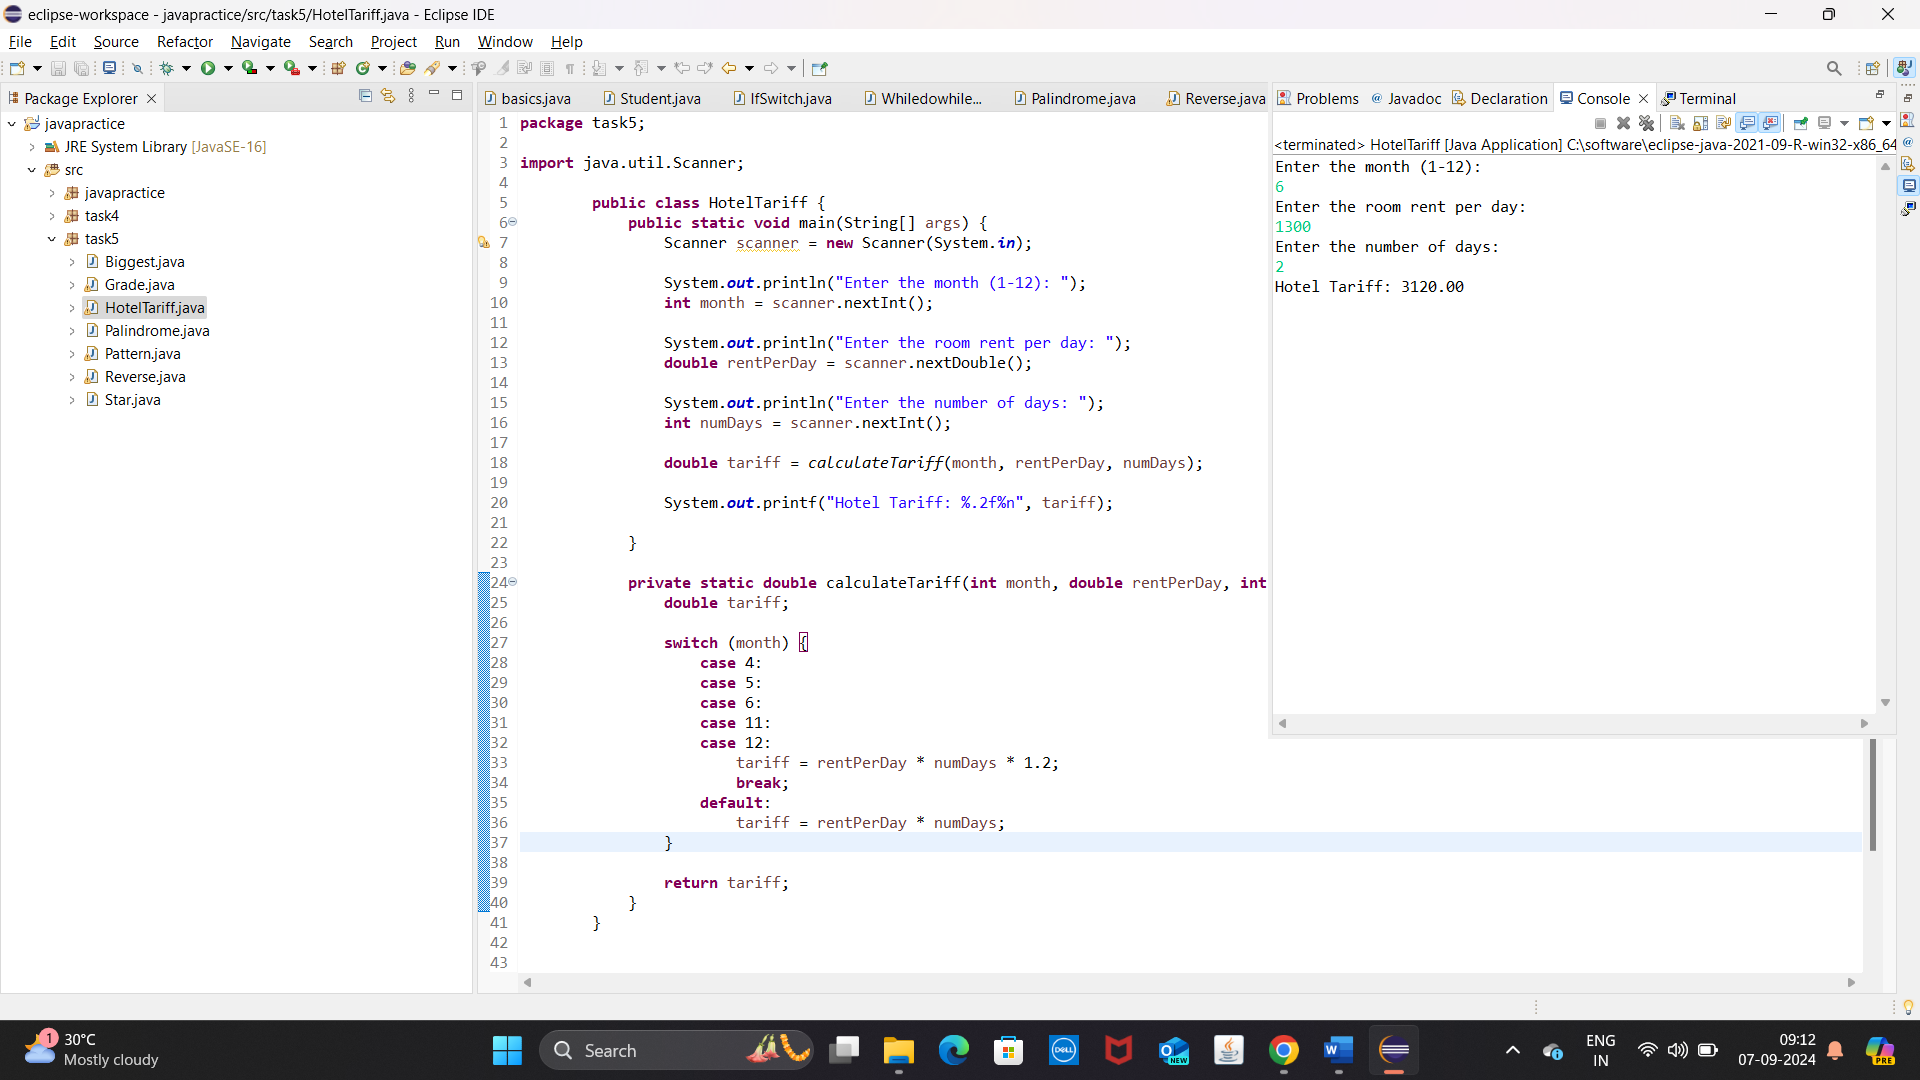 eclipse-workspace - javapractice/src/task5/HotelTariff.java - Eclipse IDE
File Edit Source Refactor Navigate Search Project Run Window Help
Package Explorer
javapractice
JRE System Library [JavaSE-16]
src
javapractice
task4
task5
Biggest.java
Grade.java
HotelTariff.java
Palindrome.java
Pattern.java
Reverse.java
Star.java
basics.java Student.java IfSwitch.java Whiledowhile... Palindrome.java Reverse.java
1 package task5;
2
3 import java.util.Scanner;
4
5 public class HotelTariff {
6 public static void main(String[] args) {
7 Scanner scanner = new Scanner(System.in);
8
9 System.out.println("Enter the month (1-12): ");
10 int month = scanner.nextInt();
11
12 System.out.println("Enter the room rent per day: ");
13 double rentPerDay = scanner.nextDouble();
14
15 System.out.println("Enter the number of days: ");
16 int numDays = scanner.nextInt();
17
18 double tariff = calculateTariff(month, rentPerDay, numDays);
19
20 System.out.printf("Hotel Tariff: %.2f%n", tariff);
21
22 }
23
24 private static double calculateTariff(int month, double rentPerDay, int
25 double tariff;
26
27 switch (month) {
28 case 4:
29 case 5:
30 case 6:
31 case 11:
32 case 12:
33 tariff = rentPerDay * numDays * 1.2;
34 break;
35 default:
36 tariff = rentPerDay * numDays;
37 }
38
39 return tariff;
40 }
41 }
42
43
Problems Javadoc Declaration Console Terminal
<terminated> HotelTariff [Java Application] C:\software\eclipse-java-2021-09-R-win32-x86_64
Enter the month (1-12):
6
Enter the room rent per day:
1300
Enter the number of days:
2
Hotel Tariff: 3120.00
1
30°C
Mostly cloudy
Search
DELL
NEW
ENG
IN
09:12
07-09-2024
PRE